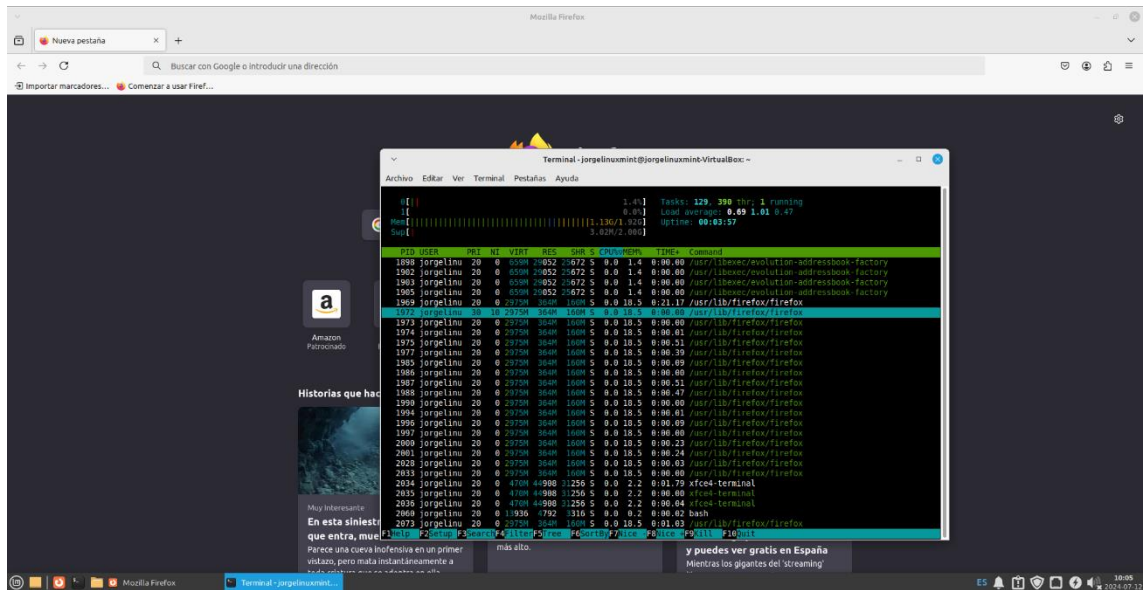 Mozilla Firefox
Nueva pestaña
Buscar con Google o introducir una dirección
Importar marcadores... Comenzar a usar Firef...
Terminal - jorgelinuxmint@jorgelinuxmint-VirtualBox: ~
Archivo Editar Ver Terminal Pestañas Ayuda
0[|| 1.4%] Tasks: 129, 390 thr; 1 running
1[ 0.0%] Load average: 0.69 1.01 0.47
Mem[ 1.13G/1.92G] Uptime: 00:03:57
Swp[ 3.02M/2.00G]
PID USER PRI NI VIRT RES SHR S CPU% MEM% TIME+ Command
1898 jorgelinu 20 0 659M 29052 25672 S 0.0 1.4 0:00.00 /usr/libexec/evolution-addressbook-factory
1902 jorgelinu 20 0 659M 29052 25672 S 0.0 1.4 0:00.00 /usr/libexec/evolution-addressbook-factory
1903 jorgelinu 20 0 659M 29052 25672 S 0.0 1.4 0:00.00 /usr/libexec/evolution-addressbook-factory
1905 jorgelinu 20 0 659M 29052 25672 S 0.0 1.4 0:00.00 /usr/libexec/evolution-addressbook-factory
1969 jorgelinu 20 0 2975M 364M 160M S 0.0 18.5 0:21.17 /usr/lib/firefox/firefox
1972 jorgelinu 30 10 2975M 364M 160M S 0.0 18.5 0:00.00 /usr/lib/firefox/firefox
1973 jorgelinu 20 0 2975M 364M 160M S 0.0 18.5 0:00.00 /usr/lib/firefox/firefox
1974 jorgelinu 20 0 2975M 364M 160M S 0.0 18.5 0:00.01 /usr/lib/firefox/firefox
1975 jorgelinu 20 0 2975M 364M 160M S 0.0 18.5 0:00.51 /usr/lib/firefox/firefox
1977 jorgelinu 20 0 2975M 364M 160M S 0.0 18.5 0:00.39 /usr/lib/firefox/firefox
1985 jorgelinu 20 0 2975M 364M 160M S 0.0 18.5 0:00.09 /usr/lib/firefox/firefox
1986 jorgelinu 20 0 2975M 364M 160M S 0.0 18.5 0:00.00 /usr/lib/firefox/firefox
1987 jorgelinu 20 0 2975M 364M 160M S 0.0 18.5 0:00.51 /usr/lib/firefox/firefox
1988 jorgelinu 20 0 2975M 364M 160M S 0.0 18.5 0:00.47 /usr/lib/firefox/firefox
1990 jorgelinu 20 0 2975M 364M 160M S 0.0 18.5 0:00.00 /usr/lib/firefox/firefox
1994 jorgelinu 20 0 2975M 364M 160M S 0.0 18.5 0:00.01 /usr/lib/firefox/firefox
1996 jorgelinu 20 0 2975M 364M 160M S 0.0 18.5 0:00.09 /usr/lib/firefox/firefox
1997 jorgelinu 20 0 2975M 364M 160M S 0.0 18.5 0:00.00 /usr/lib/firefox/firefox
2000 jorgelinu 20 0 2975M 364M 160M S 0.0 18.5 0:00.23 /usr/lib/firefox/firefox
2001 jorgelinu 20 0 2975M 364M 160M S 0.0 18.5 0:00.24 /usr/lib/firefox/firefox
2028 jorgelinu 20 0 2975M 364M 160M S 0.0 18.5 0:00.03 /usr/lib/firefox/firefox
2033 jorgelinu 20 0 2975M 364M 160M S 0.0 18.5 0:00.00 /usr/lib/firefox/firefox
2034 jorgelinu 20 0 470M 44908 31256 S 0.0 2.2 0:01.79 xfce4-terminal
2035 jorgelinu 20 0 470M 44908 31256 S 0.0 2.2 0:00.00 xfce4-terminal
2036 jorgelinu 20 0 470M 44908 31256 S 0.0 2.2 0:00.04 xfce4-terminal
2060 jorgelinu 20 0 13936 4792 3316 S 0.0 0.2 0:00.02 bash
2073 jorgelinu 20 0 2975M 364M 160M S 0.0 18.5 0:01.03 /usr/lib/firefox/firefox
F1Help F2Setup F3Search F4Filter F5Tree F6SortBy F7Nice - F8Nice + F9Kill F10Quit
a
Amazon
Patrocinado
Historias que hac
Muy Interesante
En esta siniestr
que entra, mue
Parece una cueva inofensiva en un primer
vistazo, pero mata instantáneamente a
más alto.
y puedes ver gratis en España
Mientras los gigantes del 'streaming'
Mozilla Firefox
Terminal - jorgelinuxmint...
ES
10:05
2024-07-12